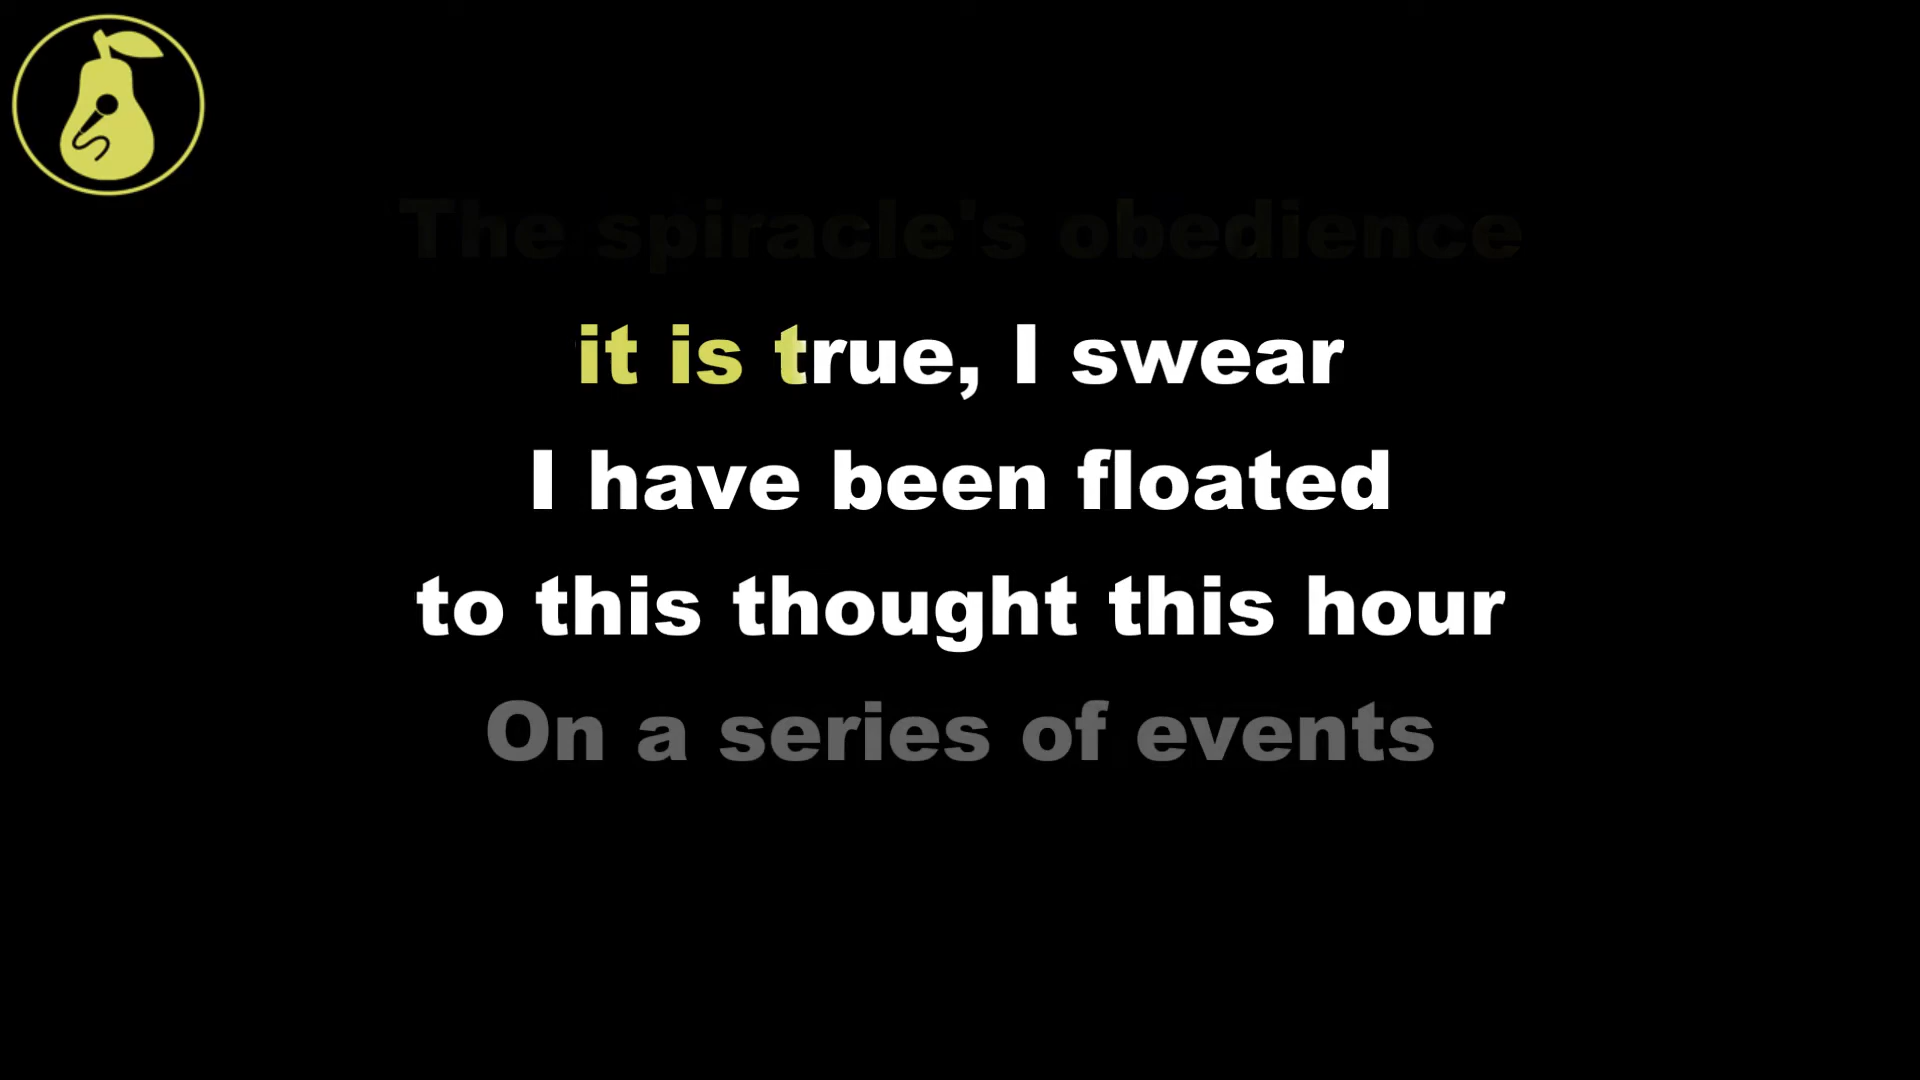 The spiracle's obedience
it is true, I swear
I have been floated
to this thought this hour
On a series of events